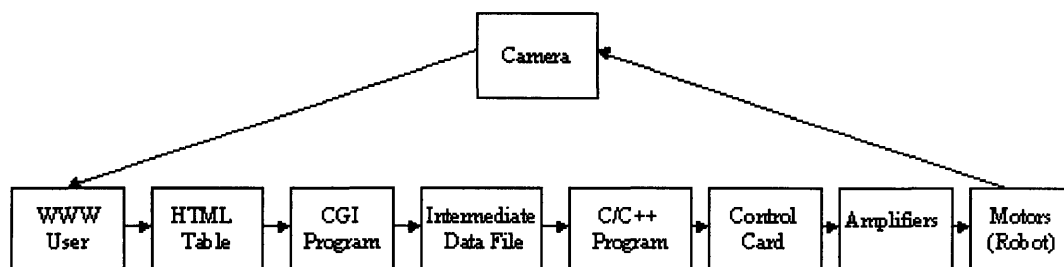 Camera
WWW
User
HTML
Table
CGI
Program
Intermediate
Data File
C/C++
Program
Control
Card
Amplifiers
Motors
(Robot)